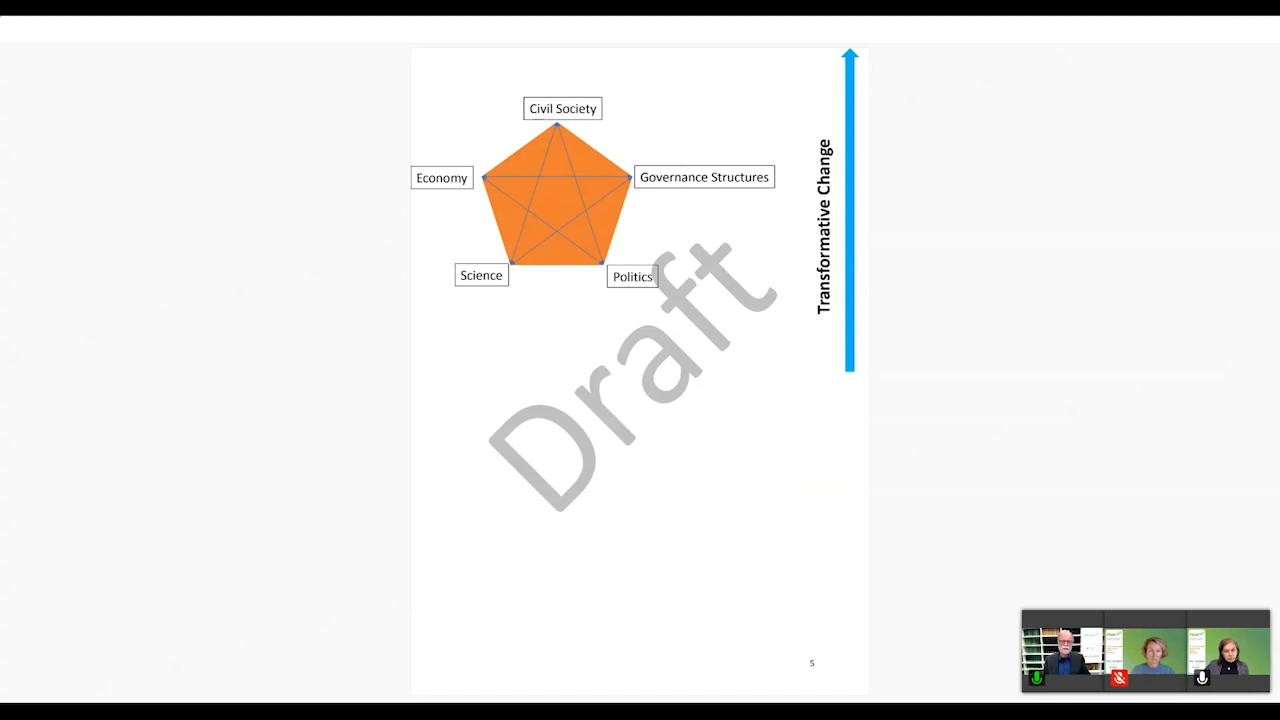 Civil Society
Economy
Governance Structures
Science
Politics
Transformative Change
Draft
5